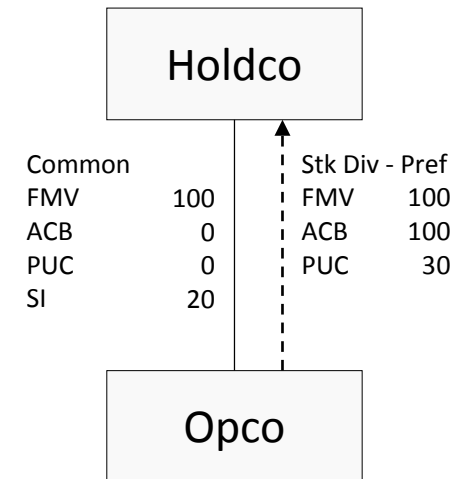 Holdco
Common
FMV 100
ACB 0
PUC 0
SI 20
Stk Div - Pref
FMV 100
ACB 100
PUC 30
Opco